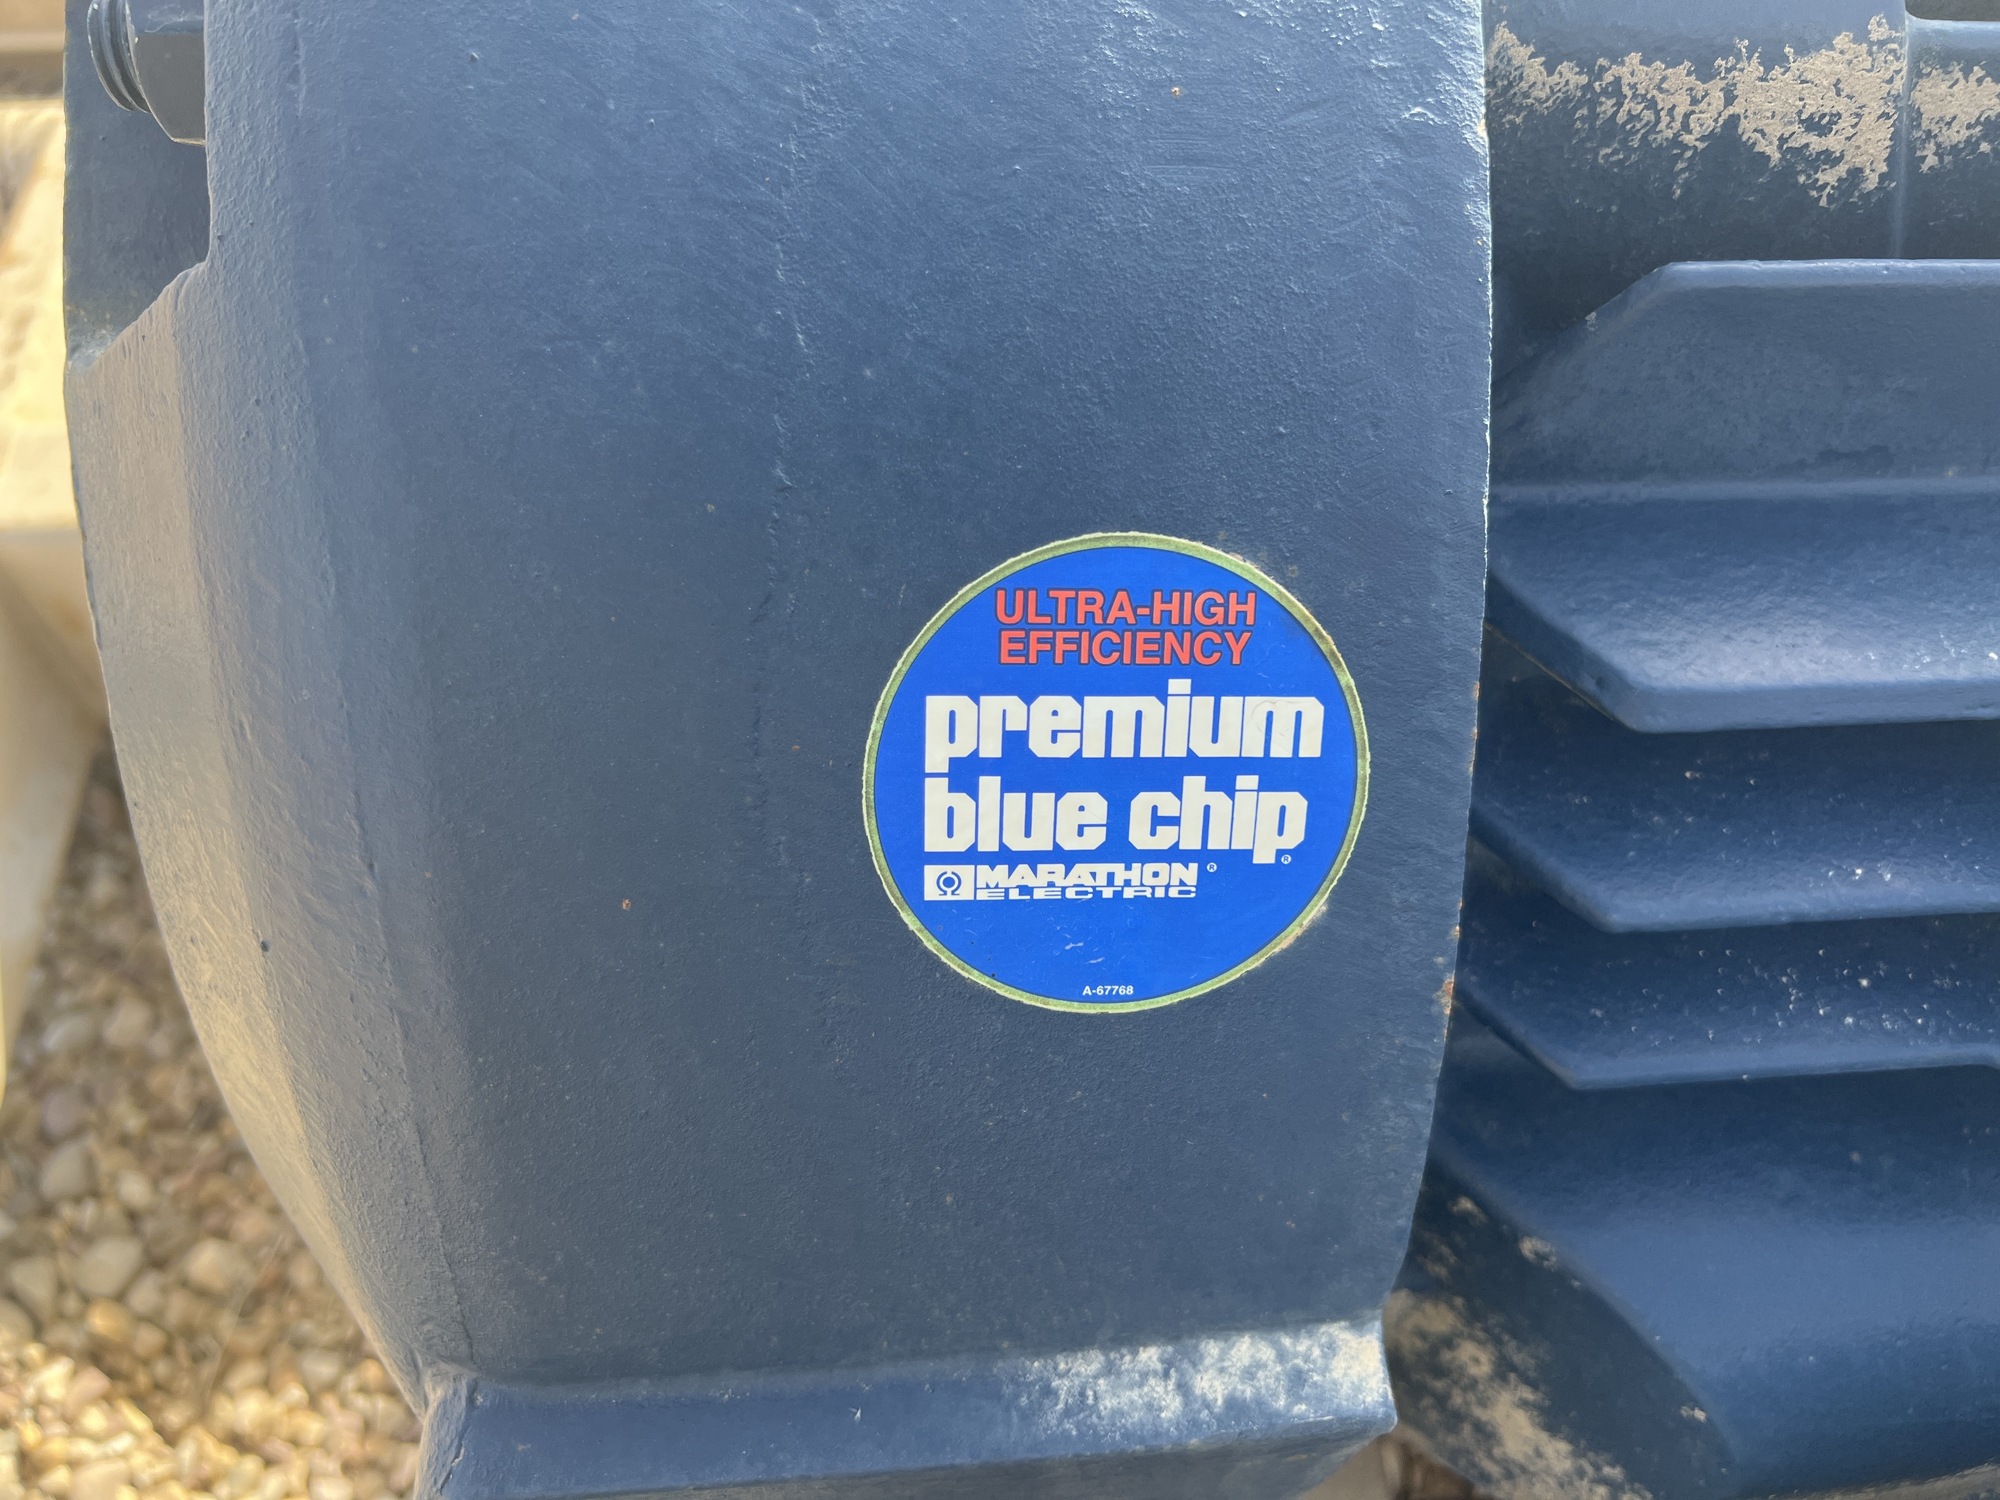 ULTRA-HIGH
EFFICIENCY
premium
blue chip®
MARATHON®
ELECTRIC
A-67768